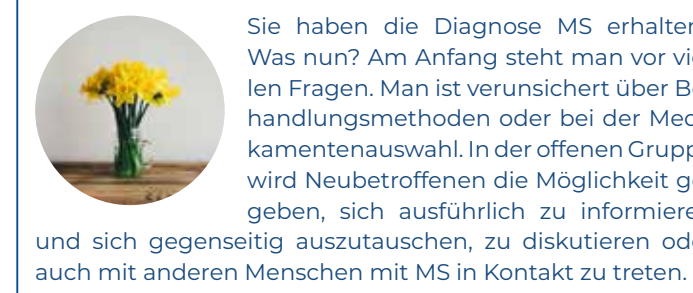 Sie haben die Diagnose MS erhalten
Was nun? Am Anfang steht man vor vie
len Fragen. Man ist verunsichert über Be
handlungsmethoden oder bei der Med
kamentenauswahl. In der offenen Grupp
wird Neubetroffenen die Möglichkeit ge
geben, sich ausführlich zu informiere
und sich gegenseitig auszutauschen, zu diskutieren ode
auch mit anderen Menschen mit MS in Kontakt zu treten.